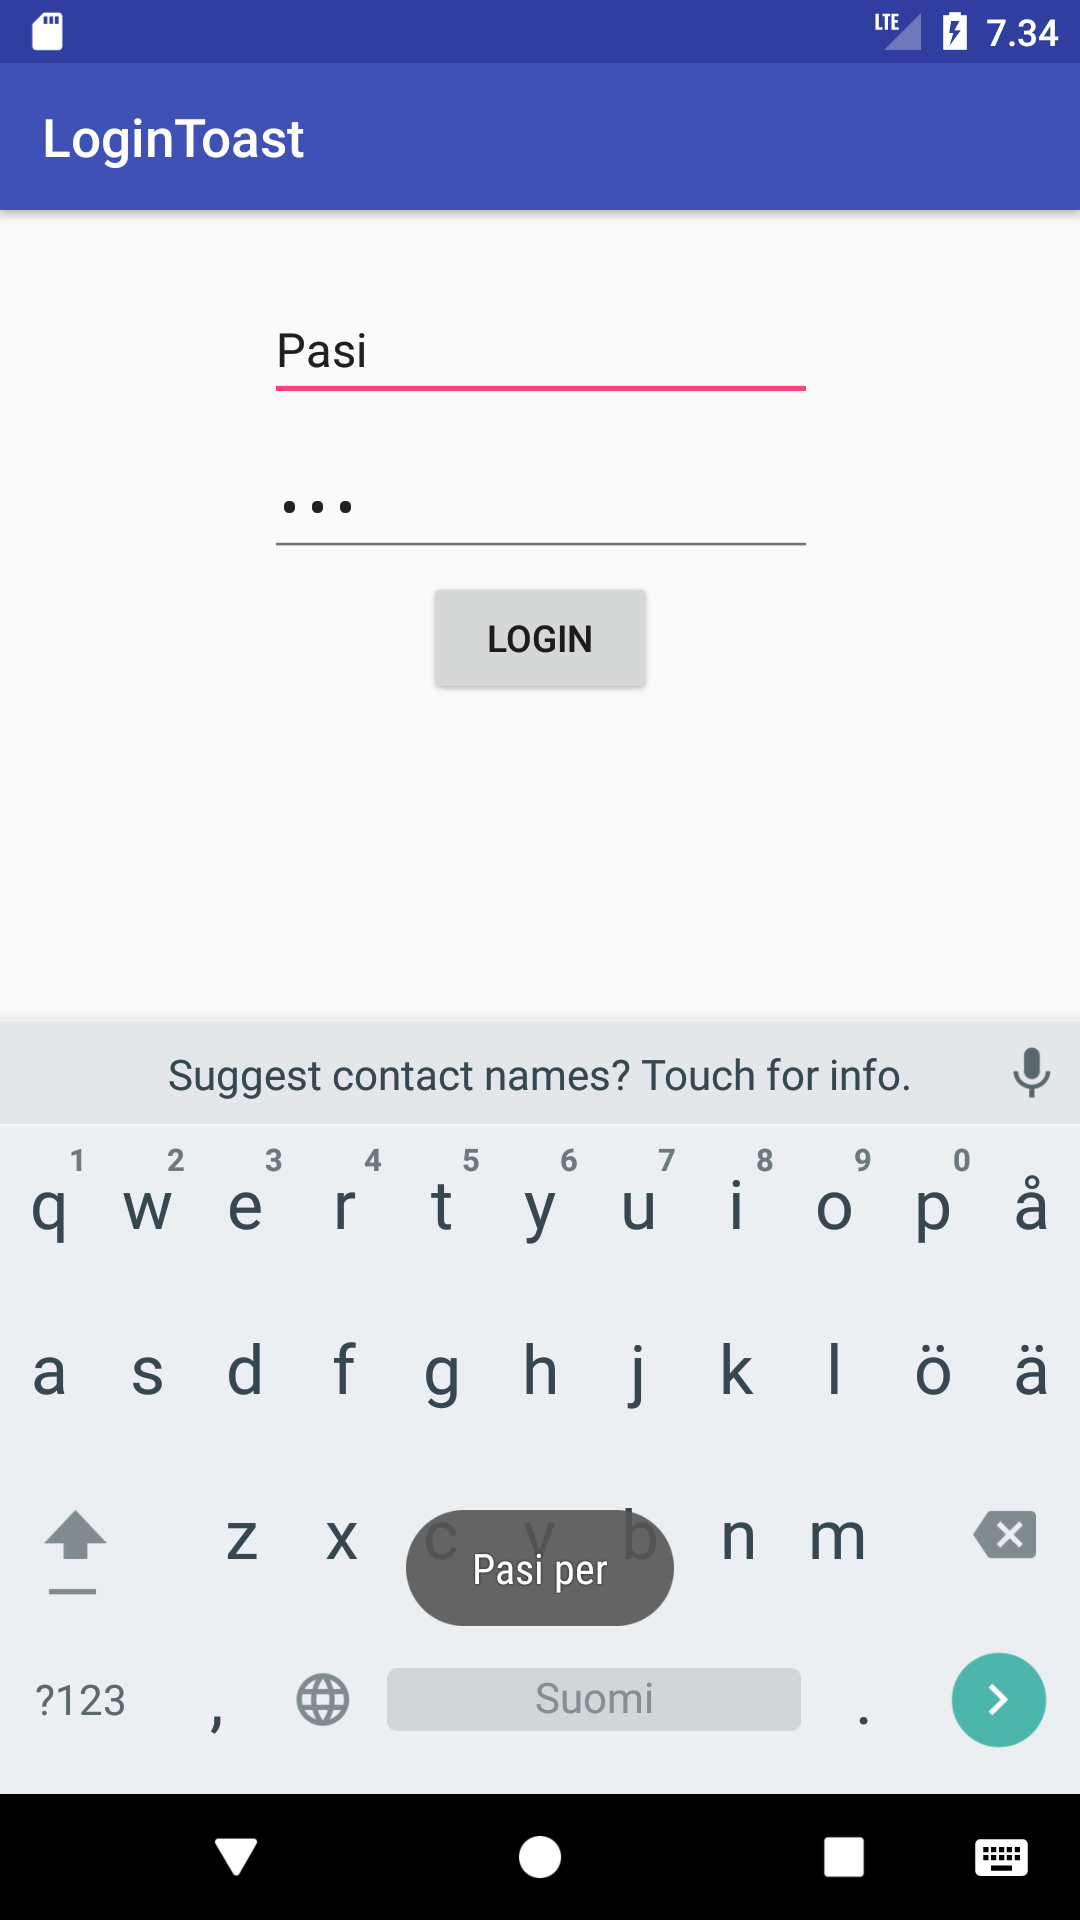 LTE 7.34
LoginToast
Pasi
•••
LOGIN
Suggest contact names? Touch for info.
1 2 3 4 5 6 7 8 9 0
q w e r t y u i o p å
a s d f g h j k l ö ä
z x c v b n m
Pasi per
?123 , Suomi .